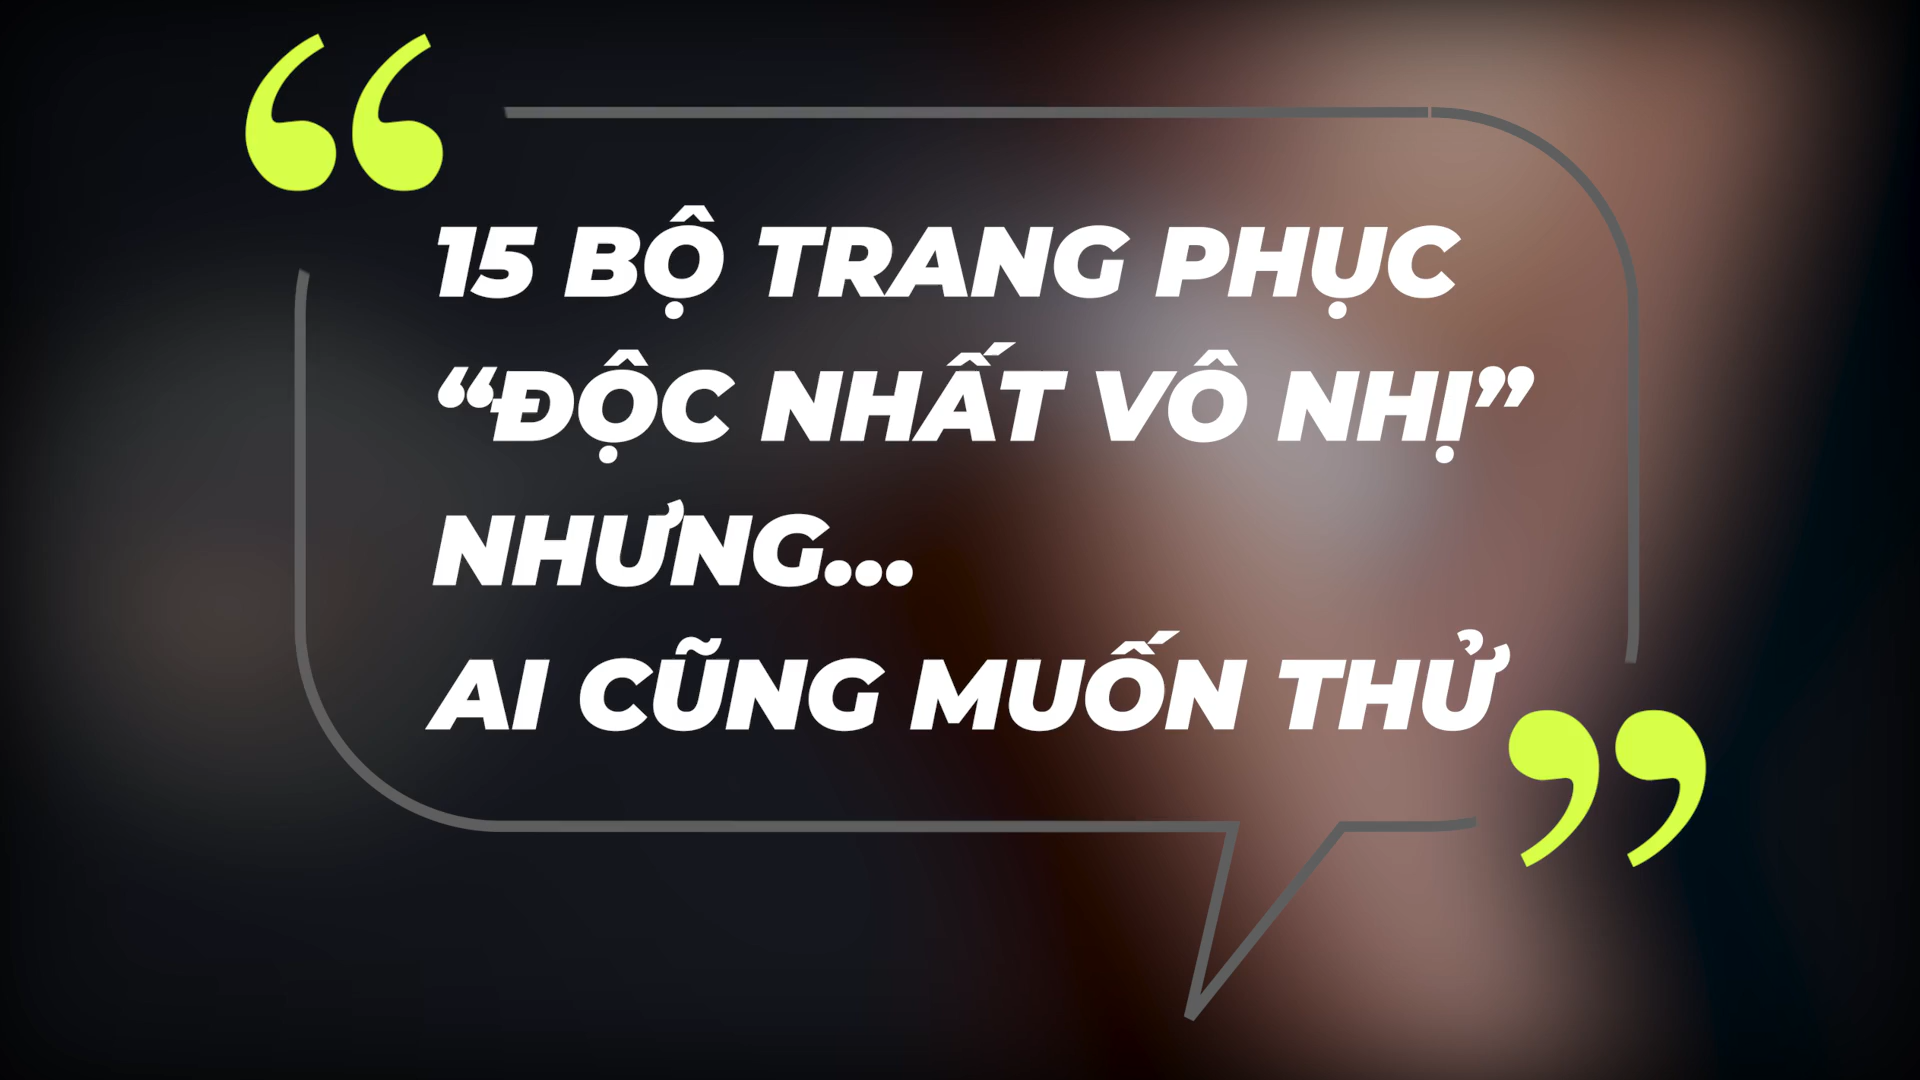 15 BỘ TRANG PHỤC
“ĐỘC NHẤT VÔ NHỊ”
NHƯNG...
AI CŨNG MUỐN THỬ